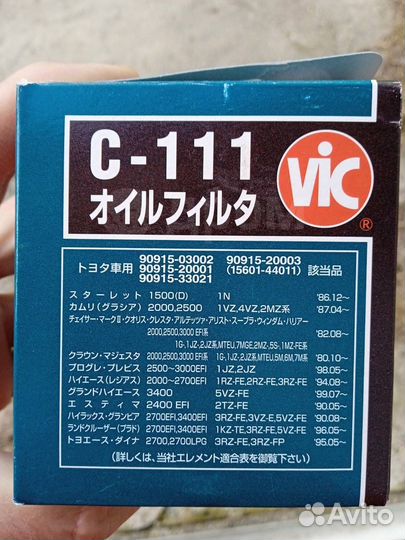 C-111
オイルフィルタ
VIC
®
トヨタ車用 90915-03002 90915-20003
90915-20001 (15601-44011) 該当品
90915-33021
スターレット 1500(D) 1N '86.12~
カムリ(グラシア) 2000,2500 1VZ,4VZ,2MZ系 '87.04~
チェイサー・マークⅡ・クオリス・クレスタ・アルテッツァ・アリスト・スープラ・ウィンダム・ハリアー
2000,2500,3000 EFI系 '82.08~
1G,1JZ・2JZ系,MTEU,7MGE,2MZ,5S,1MZ-FE系
クラウン・マジェスタ 2000,2500,3000 EFI系 1G,1JZ・2JZ系,MTEU,5M,6M,7M系 '80.10~
プログレ・ブレビス 2500~3000EFI 1JZ,2JZ '98.05~
ハイエース(レジアス) 2000~2700EFI 1RZ-FE,2RZ-FE,3RZ-FE '94.08~
グランドハイエース 3400 5VZ-FE '99.07~
エスティマ 2400 EFI 2TZ-FE '90.05~
ハイラックス・グランビア 2700EFI,3400EFI 3RZ-FE,3VZ-E,5VZ-FE '90.08~
ランドクルーザー(プラド) 2700EFI,3400EFI 1KZ-TE,3RZ-FE,5VZ-FE '96.05~
トヨエース・ダイナ 2700,2700LPG 3RZ-FE,3RZ-FP '95.05~
(詳しくは、当社エレメント適合表を御覧下さい)
Avito